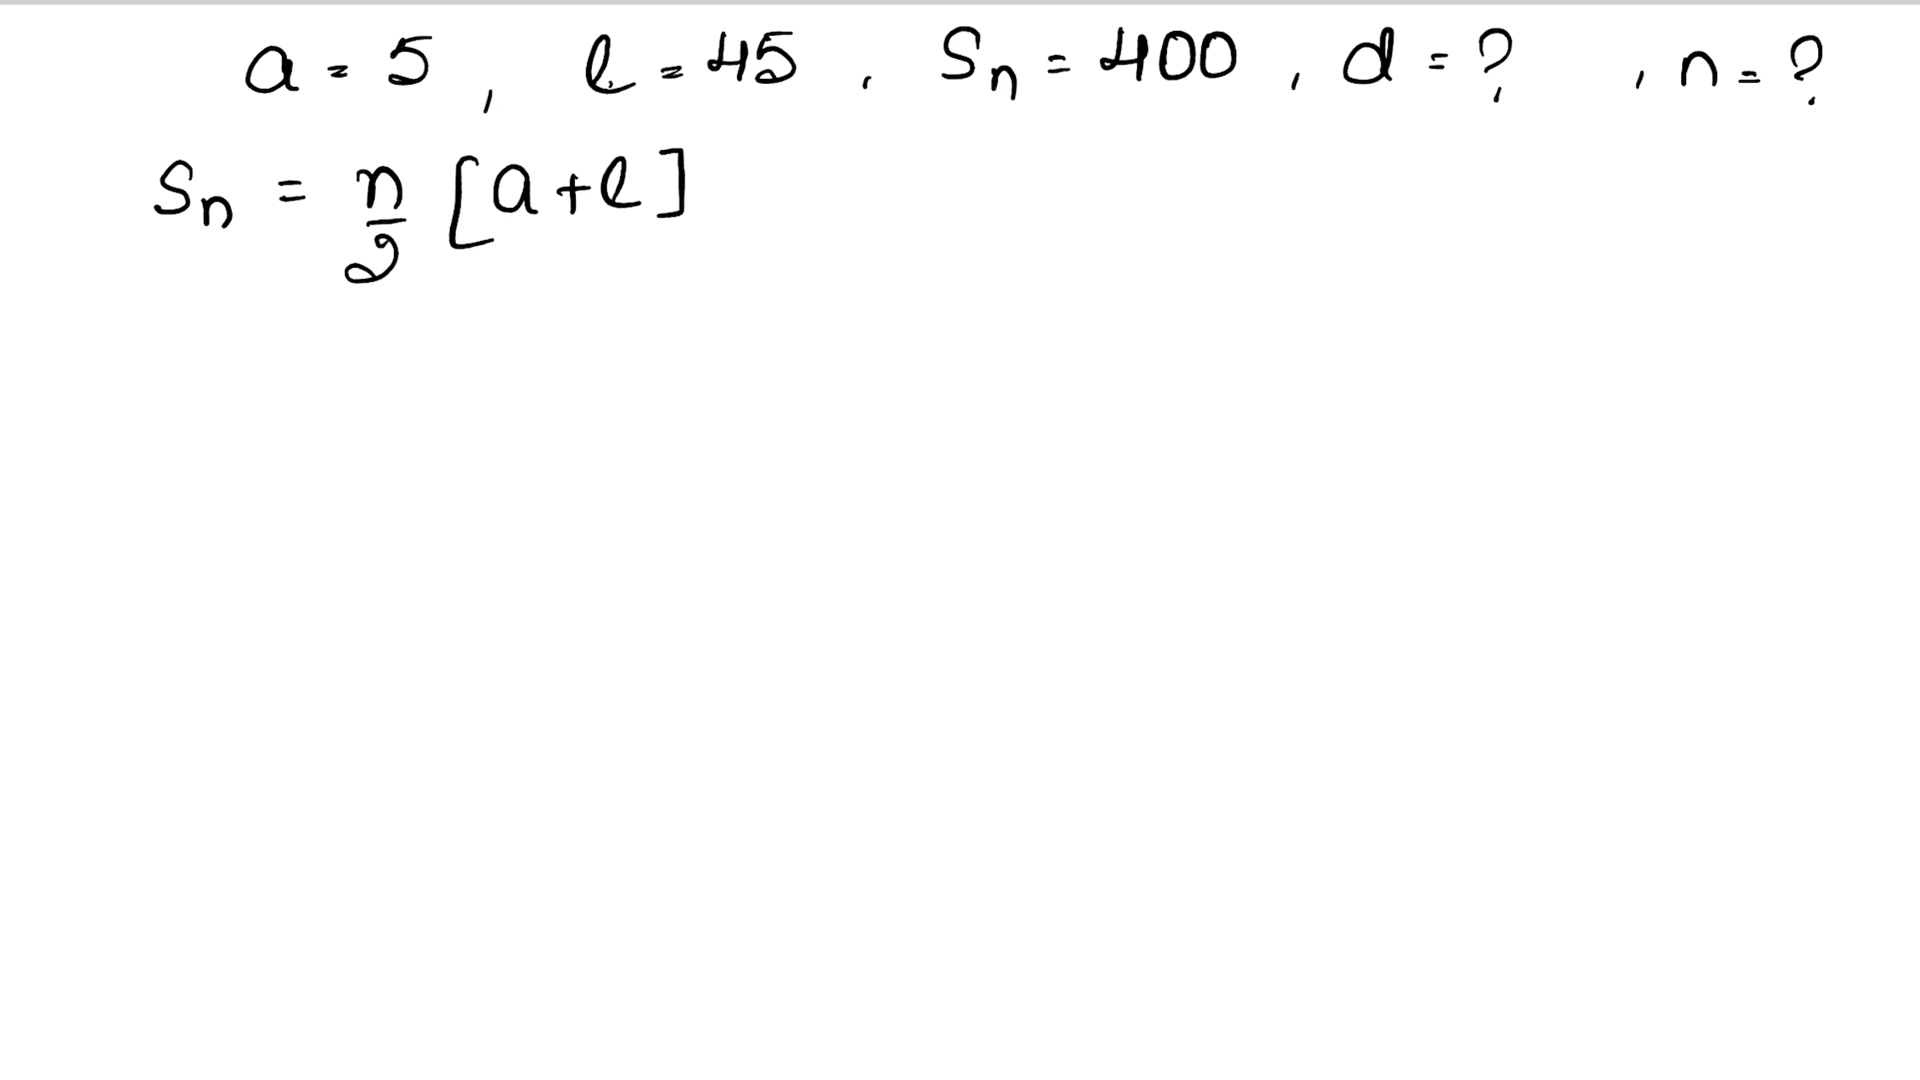 a = 5, l = 45, Sn = 400, d = ?, n = ?
Sn = n/2 [a+l]